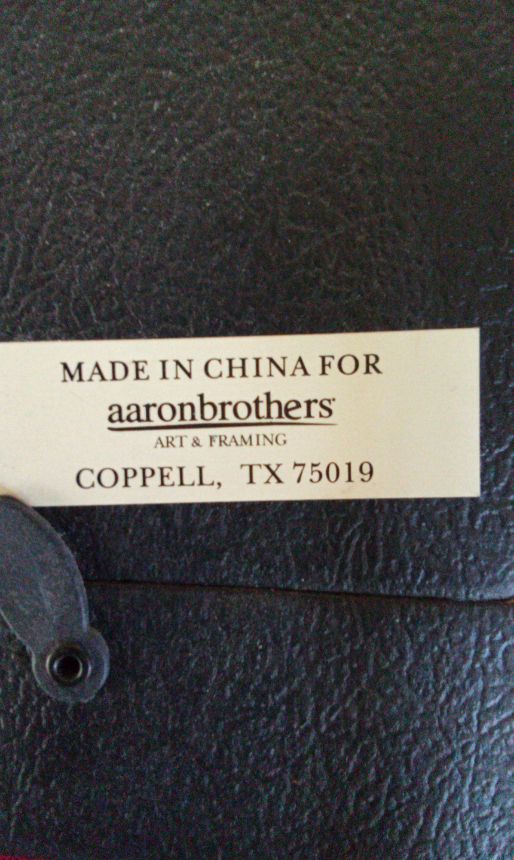 MADE IN CHINA FOR
aaronbrothers
ART & FRAMING
COPPELL, TX 75019